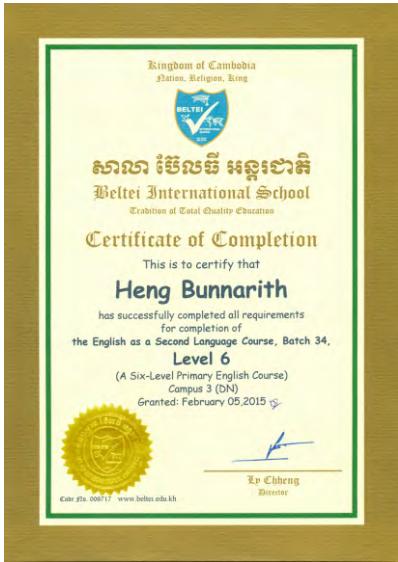 Kingdom of Cambodia
Nation, Religion, King
BELTEI
សាលា ប៊ែលធី អន្តរជាតិ
Beltei International School
Tradition of Total Quality Education
Certificate of Completion
This is to certify that
Heng Bunnarith
has successfully completed all requirements
for completion of
the English as a Second Language Course, Batch 34,
Level 6
(A Six-Level Primary English Course)
Campus 3 (DN)
Granted: February 05,2015
Ly Chheng
Director
Code No. 008717 www.beltei.edu.kh